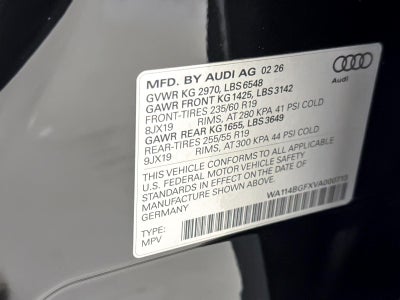 MFD. BY AUDI AG 02 26
GVWR KG 2970, LBS 6548
GAWR FRONT KG 1425, LBS 3142
FRONT-TIRES 235/60 R19
8JX19 RIMS, AT 280 KPA 41 PSI COLD
GAWR REAR KG 1655, LBS 3649
REAR-TIRES 255/55 R19
9JX19 RIMS, AT 300 KPA 44 PSI COLD
THIS VEHICLE CONFORMS TO ALL APPLICABLE
U.S. FEDERAL MOTOR VEHICLE SAFETY
STANDARDS IN EFFECT ON THE DATE OF
MANUFACTURE SHOWN ABOVE
GERMANY
WA114BGFXVA000713
TYPE:
MPV
Audi